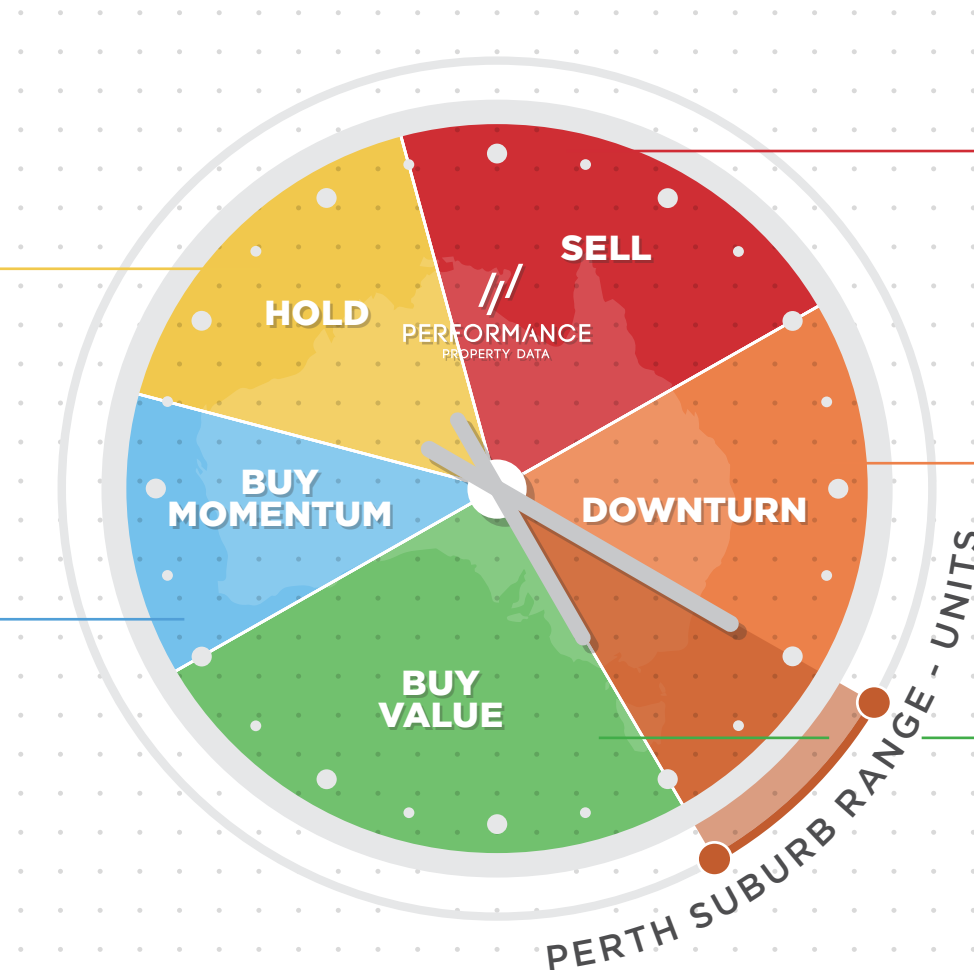 SELL
HOLD
PERFORMANCE
PROPERTY DATA
BUY
MOMENTUM
DOWNTURN
BUY
VALUE
PERTH SUBURB RANGE - UNITS